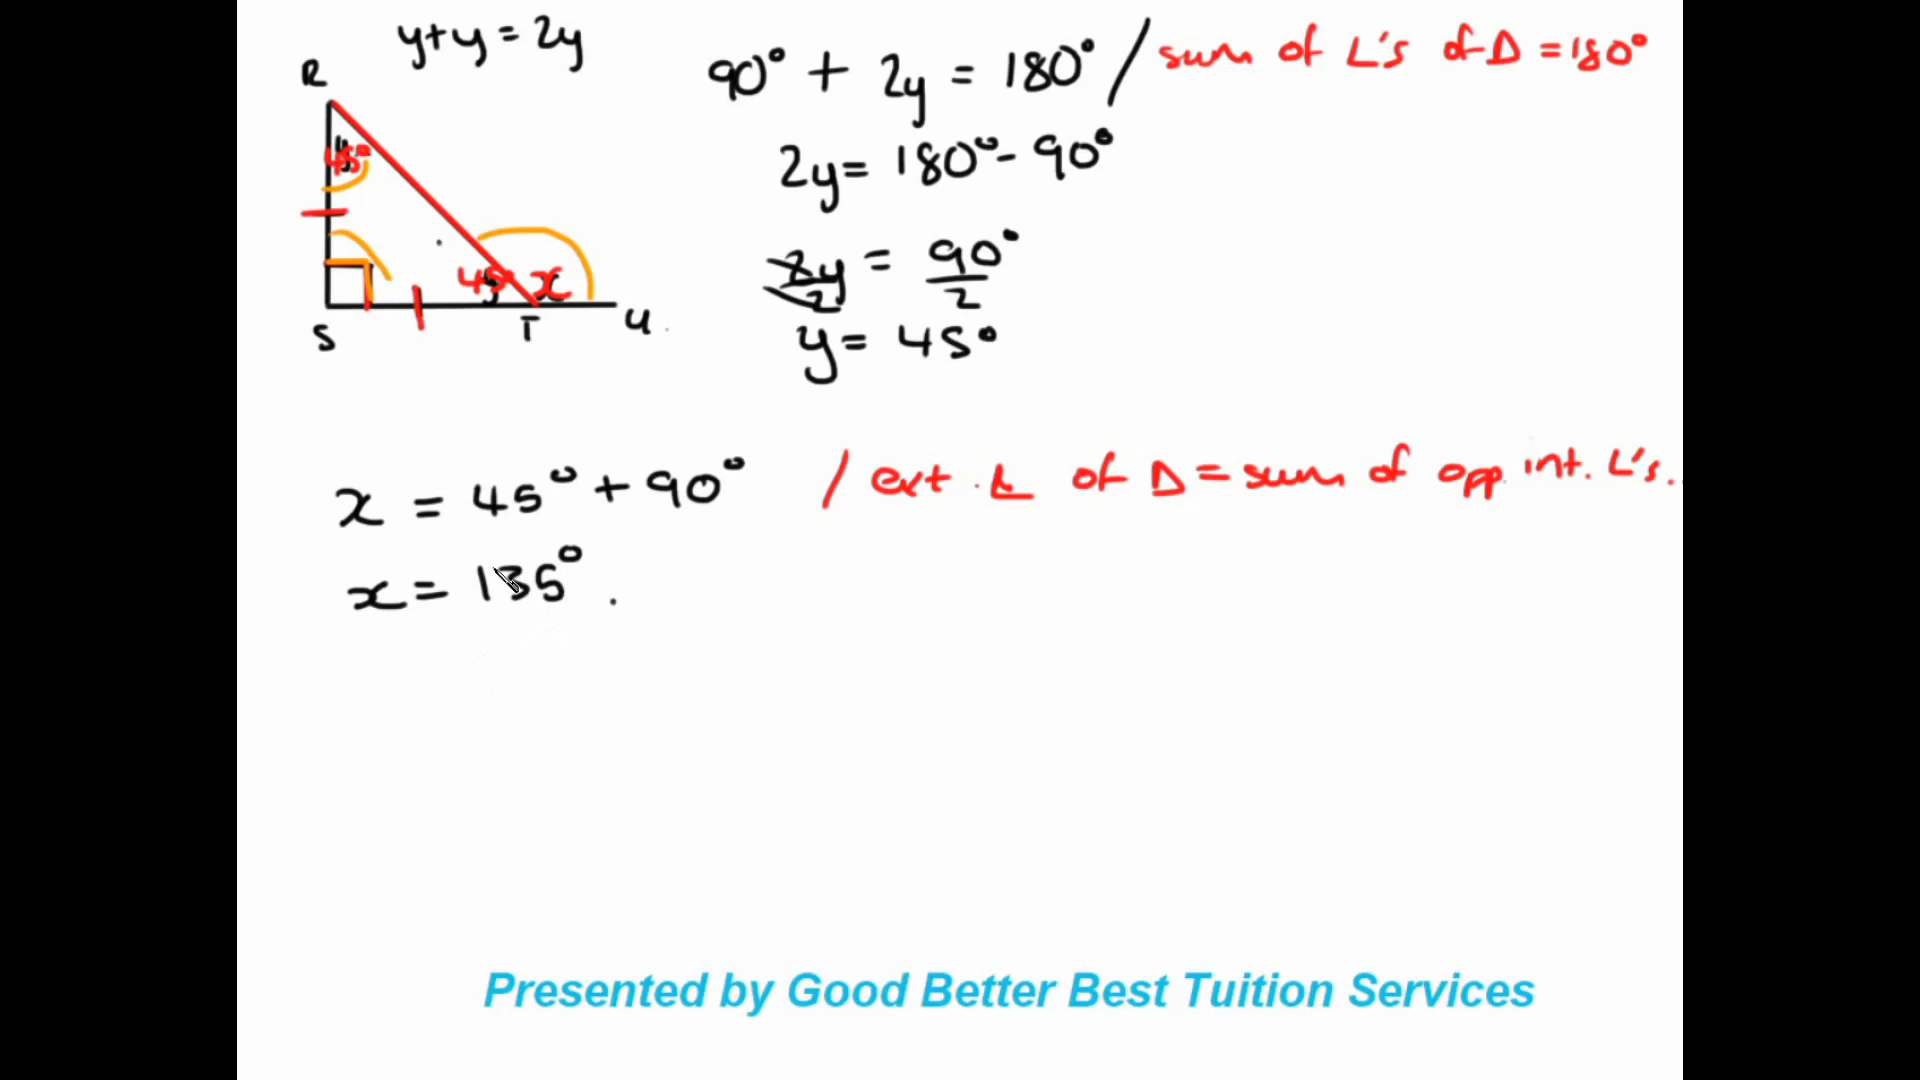 y+y = 2y
R
45°
45° x
S T U
90° + 2y = 180° / sum of L's of Δ = 180°
2y = 180° - 90°
2y/2 = 90°/2
y = 45°
x = 45° + 90° / ext. L of Δ = sum of opp. int. L's.
x = 135°.
Presented by Good Better Best Tuition Services